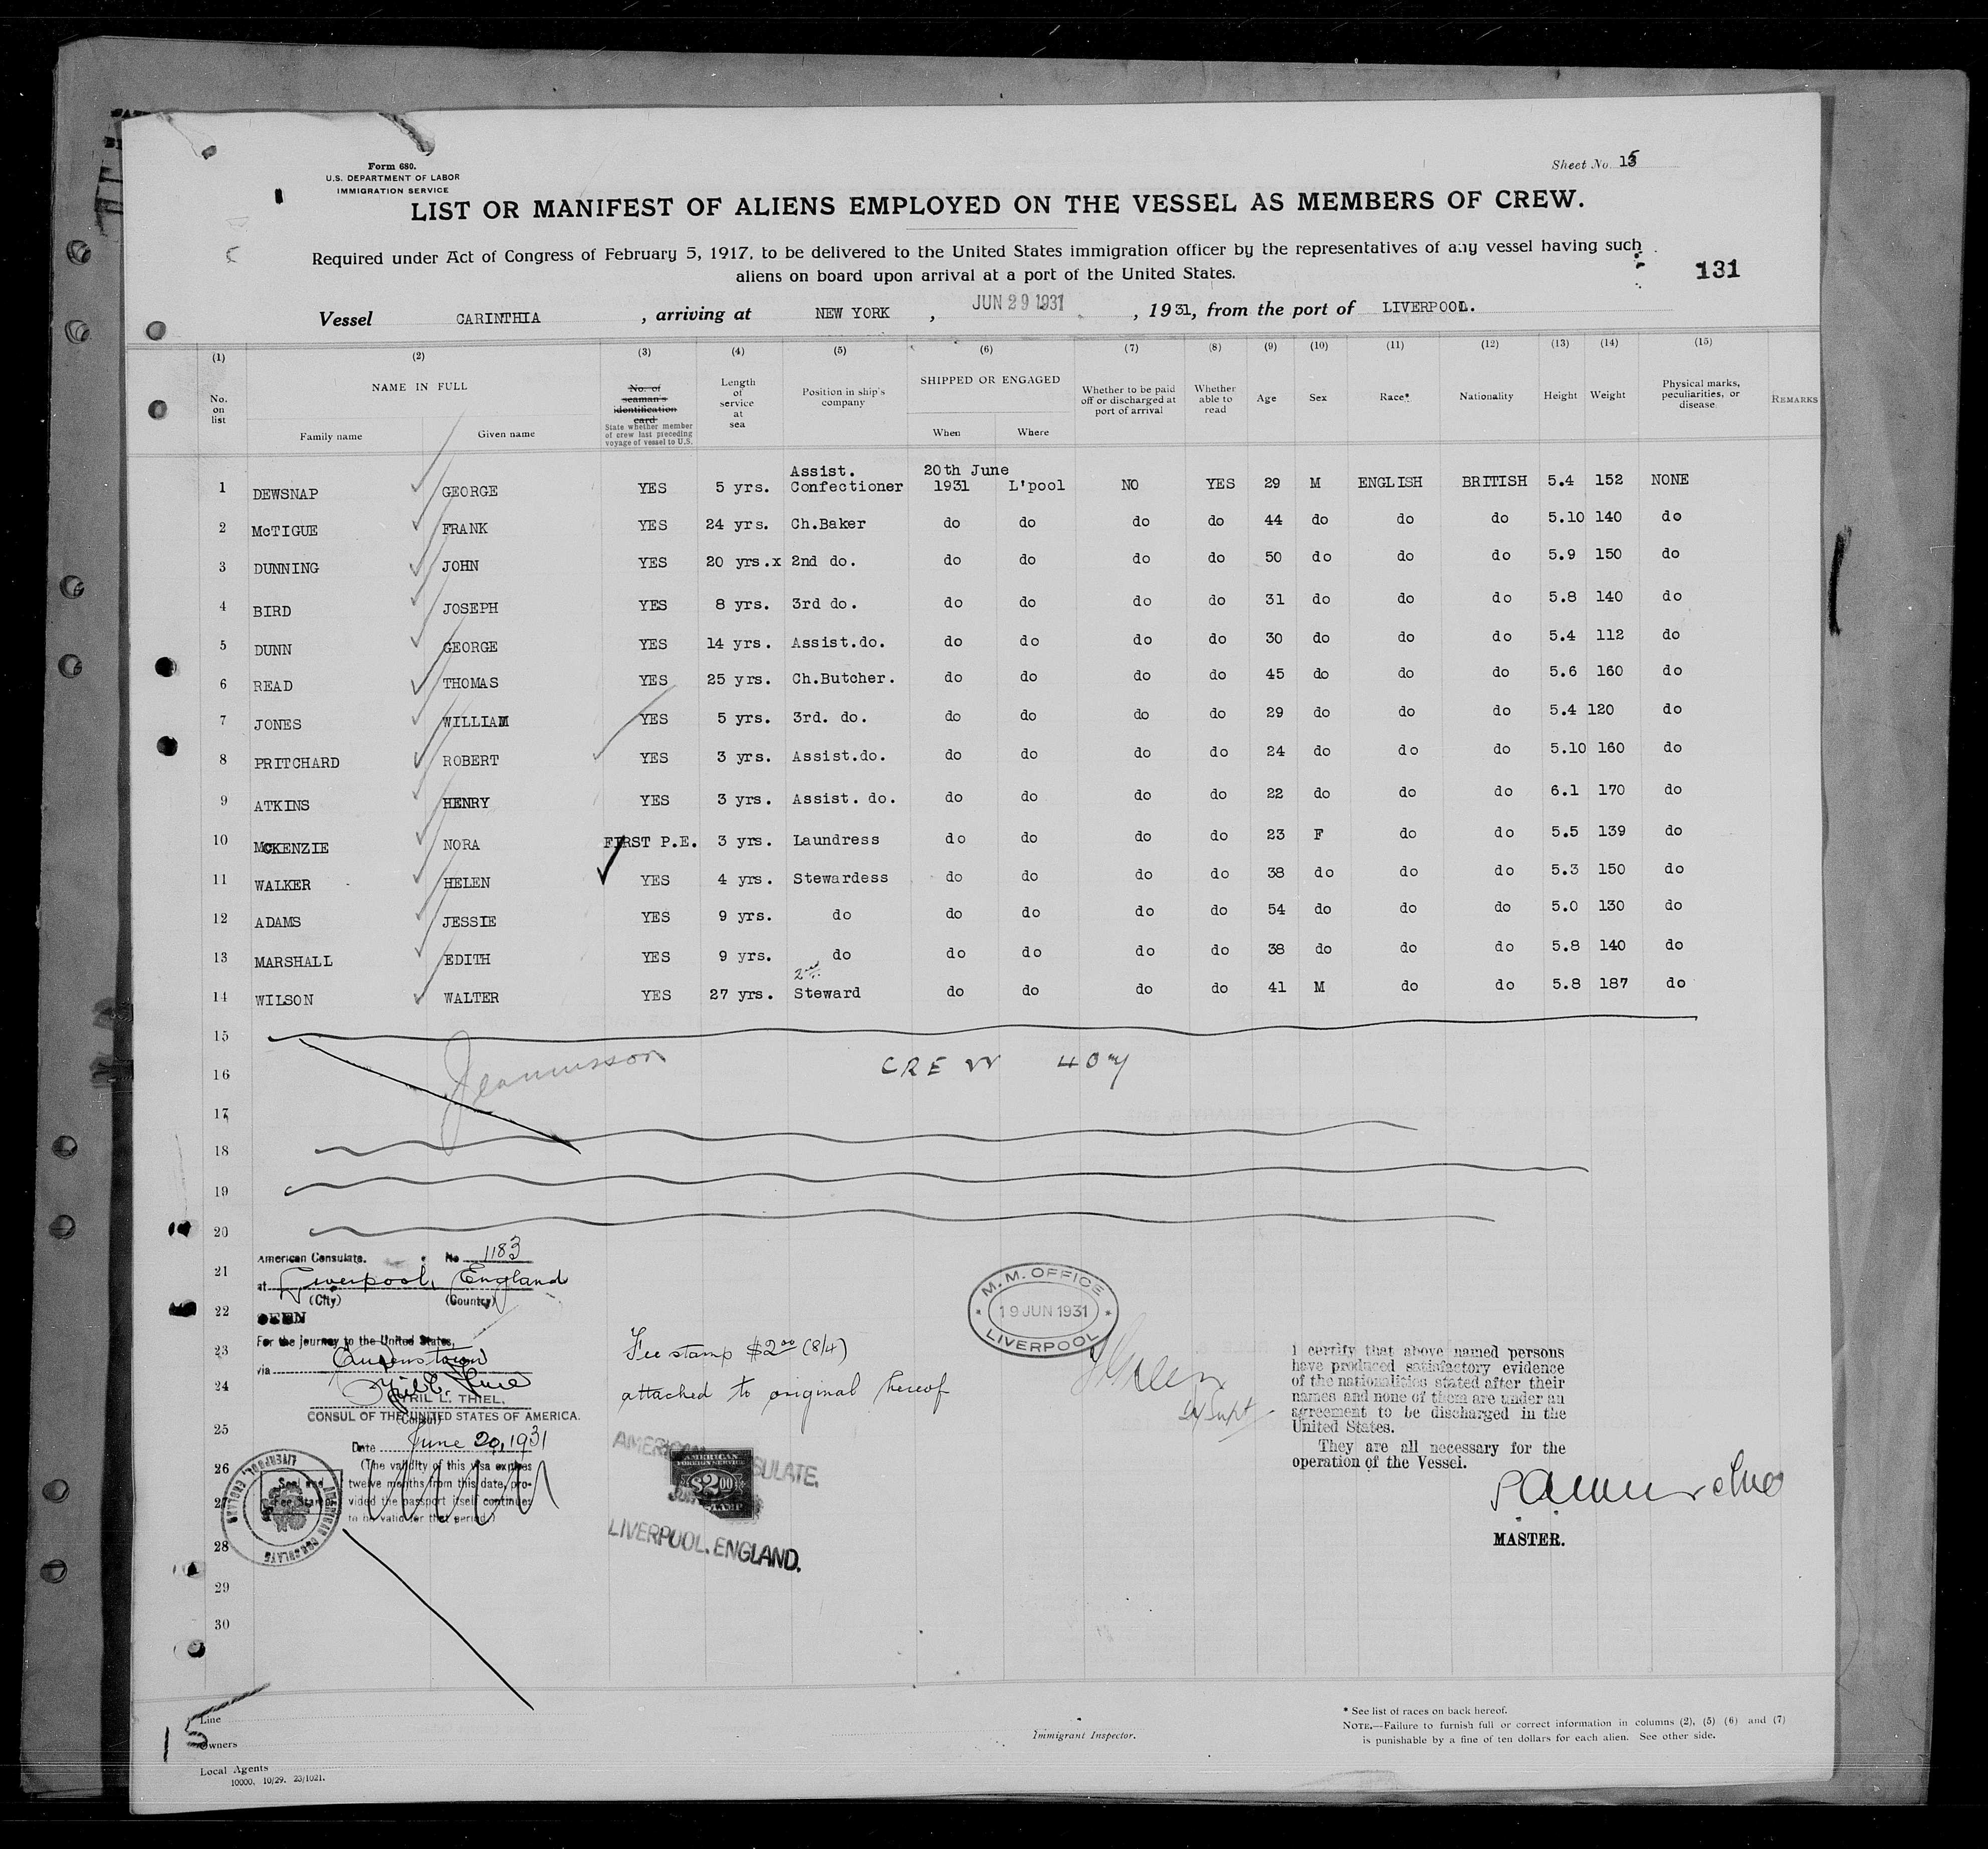 Form 680.
U.S. DEPARTMENT OF LABOR
IMMIGRATION SERVICE
Sheet No. 15
LIST OR MANIFEST OF ALIENS EMPLOYED ON THE VESSEL AS MEMBERS OF CREW.
Required under Act of Congress of February 5, 1917, to be delivered to the United States immigration officer by the representatives of any vessel having such
aliens on board upon arrival at a port of the United States.
131
Vessel CARINTHIA , arriving at NEW YORK , JUN 29 1931 , 1931, from the port of LIVERPOOL.
(1) (2) (3) (4) (5) (6) (7) (8) (9) (10) (11) (12) (13) (14) (15)
No. on list NAME IN FULL Family name Given name No. of seaman's identification card State whether member of crew last preceding voyage of vessel to U.S. Length of service at sea Position in ship's company SHIPPED OR ENGAGED When Where Whether to be paid off or discharged at port of arrival Whether able to read Age Sex Race* Nationality Height Weight Physical marks, peculiarities, or disease REMARKS
1 DEWSNAP GEORGE YES 5 yrs. Assist. Confectioner 20th June 1931 L'pool NO YES 29 M ENGLISH BRITISH 5.4 152 NONE
2 McTIGUE FRANK YES 24 yrs. Ch.Baker do do do do 44 do do do 5.10 140 do
3 DUNNING JOHN YES 20 yrs.x 2nd do. do do do do 50 do do do 5.9 150 do
4 BIRD JOSEPH YES 8 yrs. 3rd do. do do do do 31 do do do 5.8 140 do
5 DUNN GEORGE YES 14 yrs. Assist.do. do do do do 30 do do do 5.4 112 do
6 READ THOMAS YES 25 yrs. Ch.Butcher. do do do do 45 do do do 5.6 160 do
7 JONES WILLIAM YES 5 yrs. 3rd. do. do do do do 29 do do do 5.4 120 do
8 PRITCHARD ROBERT YES 3 yrs. Assist.do. do do do do 24 do do do 5.10 160 do
9 ATKINS HENRY YES 3 yrs. Assist. do. do do do do 22 do do do 6.1 170 do
10 McKENZIE NORA FIRST P.E. 3 yrs. Laundress do do do do 23 F do do 5.5 139 do
11 WALKER HELEN YES 4 yrs. Stewardess do do do do 38 do do do 5.3 150 do
12 ADAMS JESSIE YES 9 yrs. do do do do do 54 do do do 5.0 130 do
13 MARSHALL EDITH YES 9 yrs. do do do do do 38 do do do 5.8 140 do
14 WILSON WALTER YES 27 yrs. 2nd Steward do do do do 41 M do do 5.8 187 do
15
16 CREW 407
17
18
19
20
American Consulate. No 1183
21
at Liverpool, England
(City) (Country)
22
SEEN
For the journey to the United States,
23
via Queenstown
24
CYRIL L. THIEL.
CONSUL OF THE UNITED STATES OF AMERICA.
(Consul)
25
Date June 20, 1931
26
(The validity of this visa expires
twelve months from this date, pro-
27
vided the passport itself continues
to be valid for that period.)
Seal and
Fee Stamp
AMERICAN CONSULATE
LIVERPOOL, ENGLAND
28
29
30
Fee stamp $2.00 (8/4)
attached to original hereof
AMERICAN CONSULATE.
AMERICAN
FOREIGN SERVICE
$2.00
STAMP
LIVERPOOL. ENGLAND.
M. M. OFFICE
19 JUN 1931
LIVERPOOL
I certify that above named persons
have produced satisfactory evidence
of the nationalities stated after their
names and none of them are under an
agreement to be discharged in the
United States.
They are all necessary for the
operation of the Vessel.
MASTER.
15
Line
Owners
Local Agents
10000. 10/29. 23/1021.
Immigrant Inspector.
* See list of races on back hereof.
NOTE.—Failure to furnish full or correct information in columns (2), (5) (6) and (7)
is punishable by a fine of ten dollars for each alien. See other side.